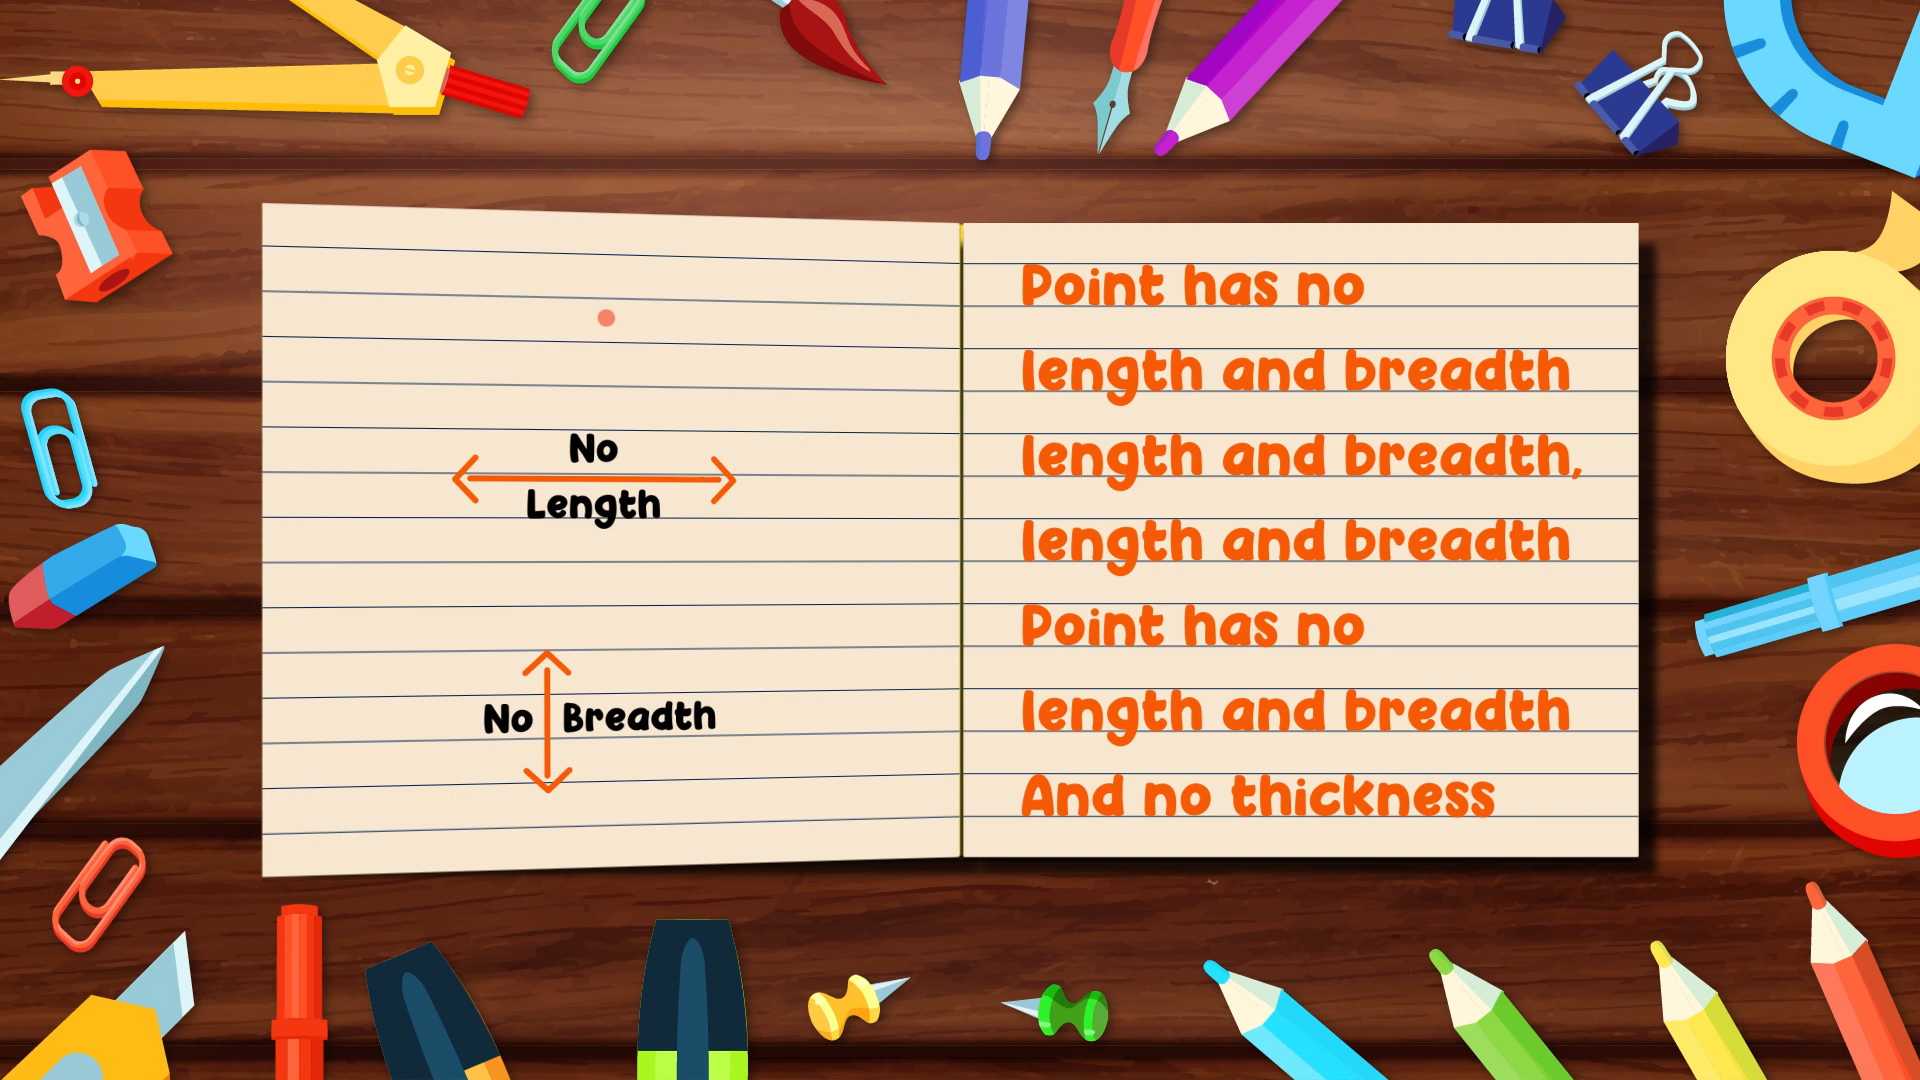 No
Length
No Breadth
Point has no
length and breadth
length and breadth,
length and breadth
Point has no
length and breadth
And no thickness